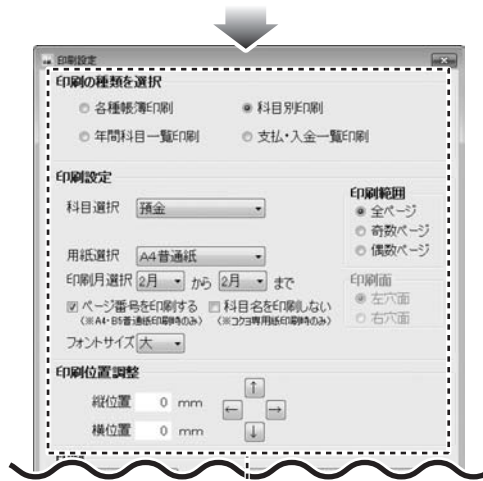 印刷設定
印刷の種類を選択
各種帳簿印刷 科目別印刷
年間科目一覧印刷 支払・入金一覧印刷
印刷設定
科目選択 預金
用紙選択 A4普通紙
印刷月選択 2月 から 2月 まで
ページ番号を印刷する 科目名を印刷しない
(※A4・B5普通紙印刷時のみ) (※コクヨ専用紙印刷時のみ)
フォントサイズ 大
印刷範囲
全ページ
奇数ページ
偶数ページ
印刷面
左穴面
右穴面
印刷位置調整
縦位置 0 mm
横位置 0 mm
↑
← →
↓